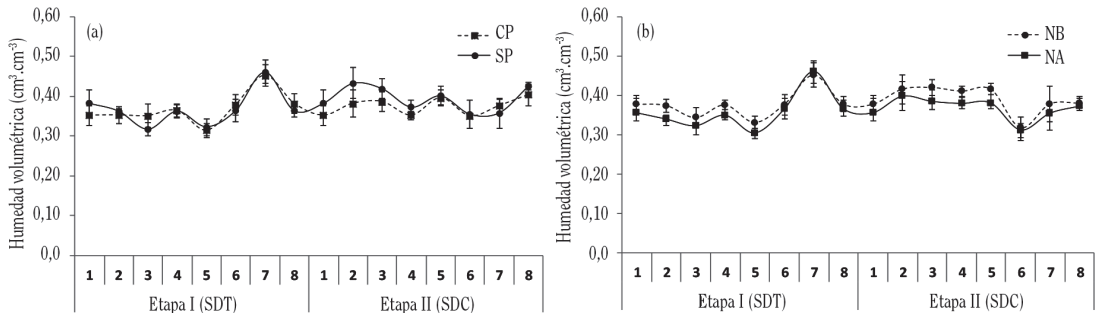 (a)
CP
SP
Humedad volumétrica (cm³.cm⁻³)
0,60
0,50
0,40
0,30
0,20
0,10
0,0
1 2 3 4 5 6 7 8 1 2 3 4 5 6 7 8
Etapa I (SDT) Etapa II (SDC)
(b)
NB
NA
Humedad volumétrica (cm³.cm⁻³)
0,60
0,50
0,40
0,30
0,20
0,10
0,0
1 2 3 4 5 6 7 8 1 2 3 4 5 6 7 8
Etapa I (SDT) Etapa II (SDC)